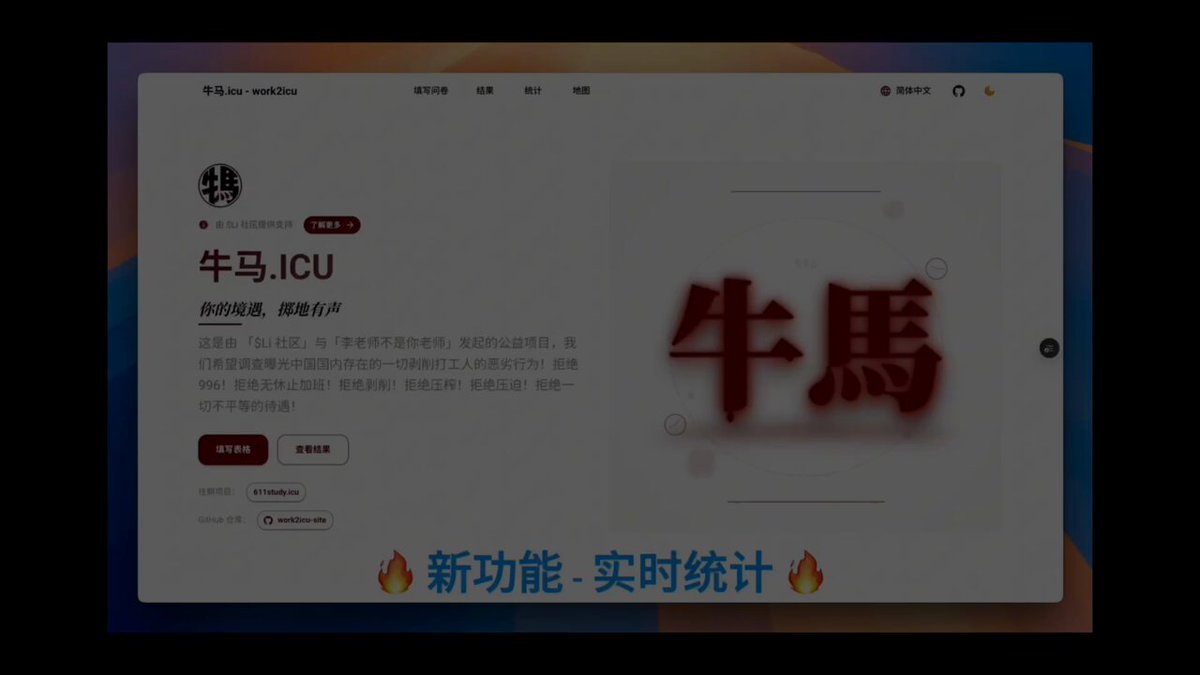 牛马.icu - work2icu
填写问卷 结果 统计 地图
简体中文
由 $Li 社区提供支持 了解更多 →
牛马.ICU
你的境遇，掷地有声
这是由 「$Li 社区」与「李老师不是你老师」发起的公益项目，我
们希望调查曝光中国国内存在的一切剥削打工人的恶劣行为！拒绝
996！拒绝无休止加班！拒绝剥削！拒绝压榨！拒绝压迫！拒绝一
切不平等的待遇！
填写表格 查看结果
往期项目： 611study.icu
GitHub 仓库： work2icu-site
牛馬
🔥 新功能 - 实时统计 🔥